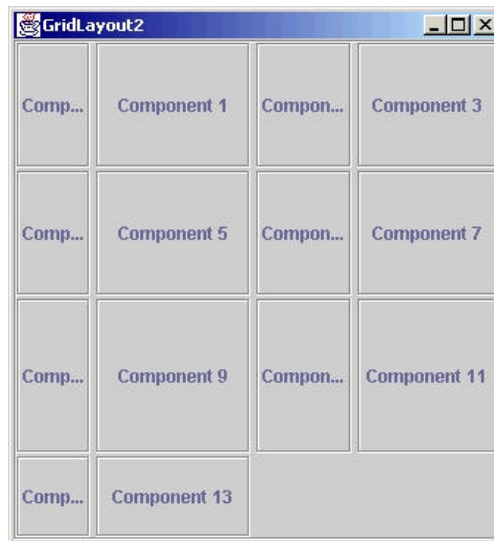 GridLayout2
Comp... Component 1 Compon... Component 3
Comp... Component 5 Compon... Component 7
Comp... Component 9 Compon... Component 11
Comp... Component 13